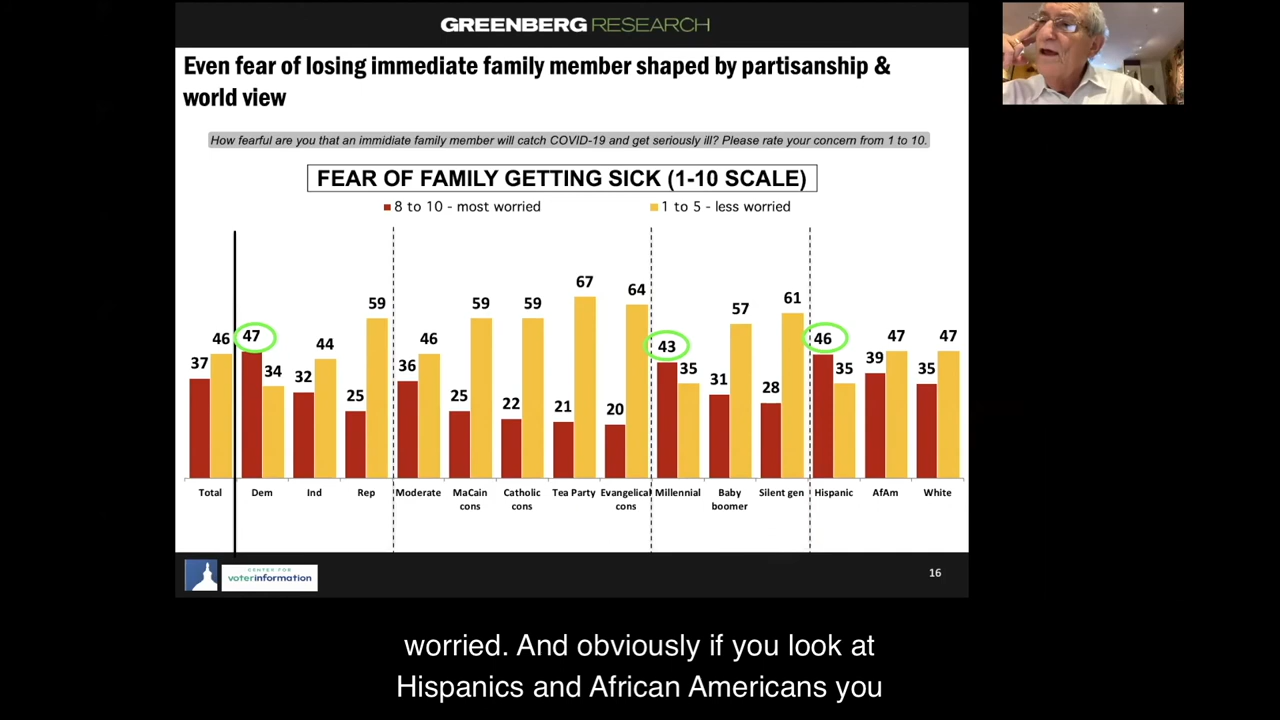 GREENBERG RESEARCH
Even fear of losing immediate family member shaped by partisanship &
world view
How fearful are you that an immidiate family member will catch COVID-19 and get seriously ill? Please rate your concern from 1 to 10.
FEAR OF FAMILY GETTING SICK (1-10 SCALE)
8 to 10 - most worried 1 to 5 - less worried
37 46 47 34 32 44 25 59 36 46 25 59 22 59 21 67 20 64 43 35 31 57 28 61 46 35 39 47 35 47
Total Dem Ind Rep Moderate MaCain Catholic Tea Party Evangelical Millennial Baby Silent gen Hispanic AfAm White
cons cons cons boomer
CENTER FOR
voterinformation
16
worried. And obviously if you look at
Hispanics and African Americans you